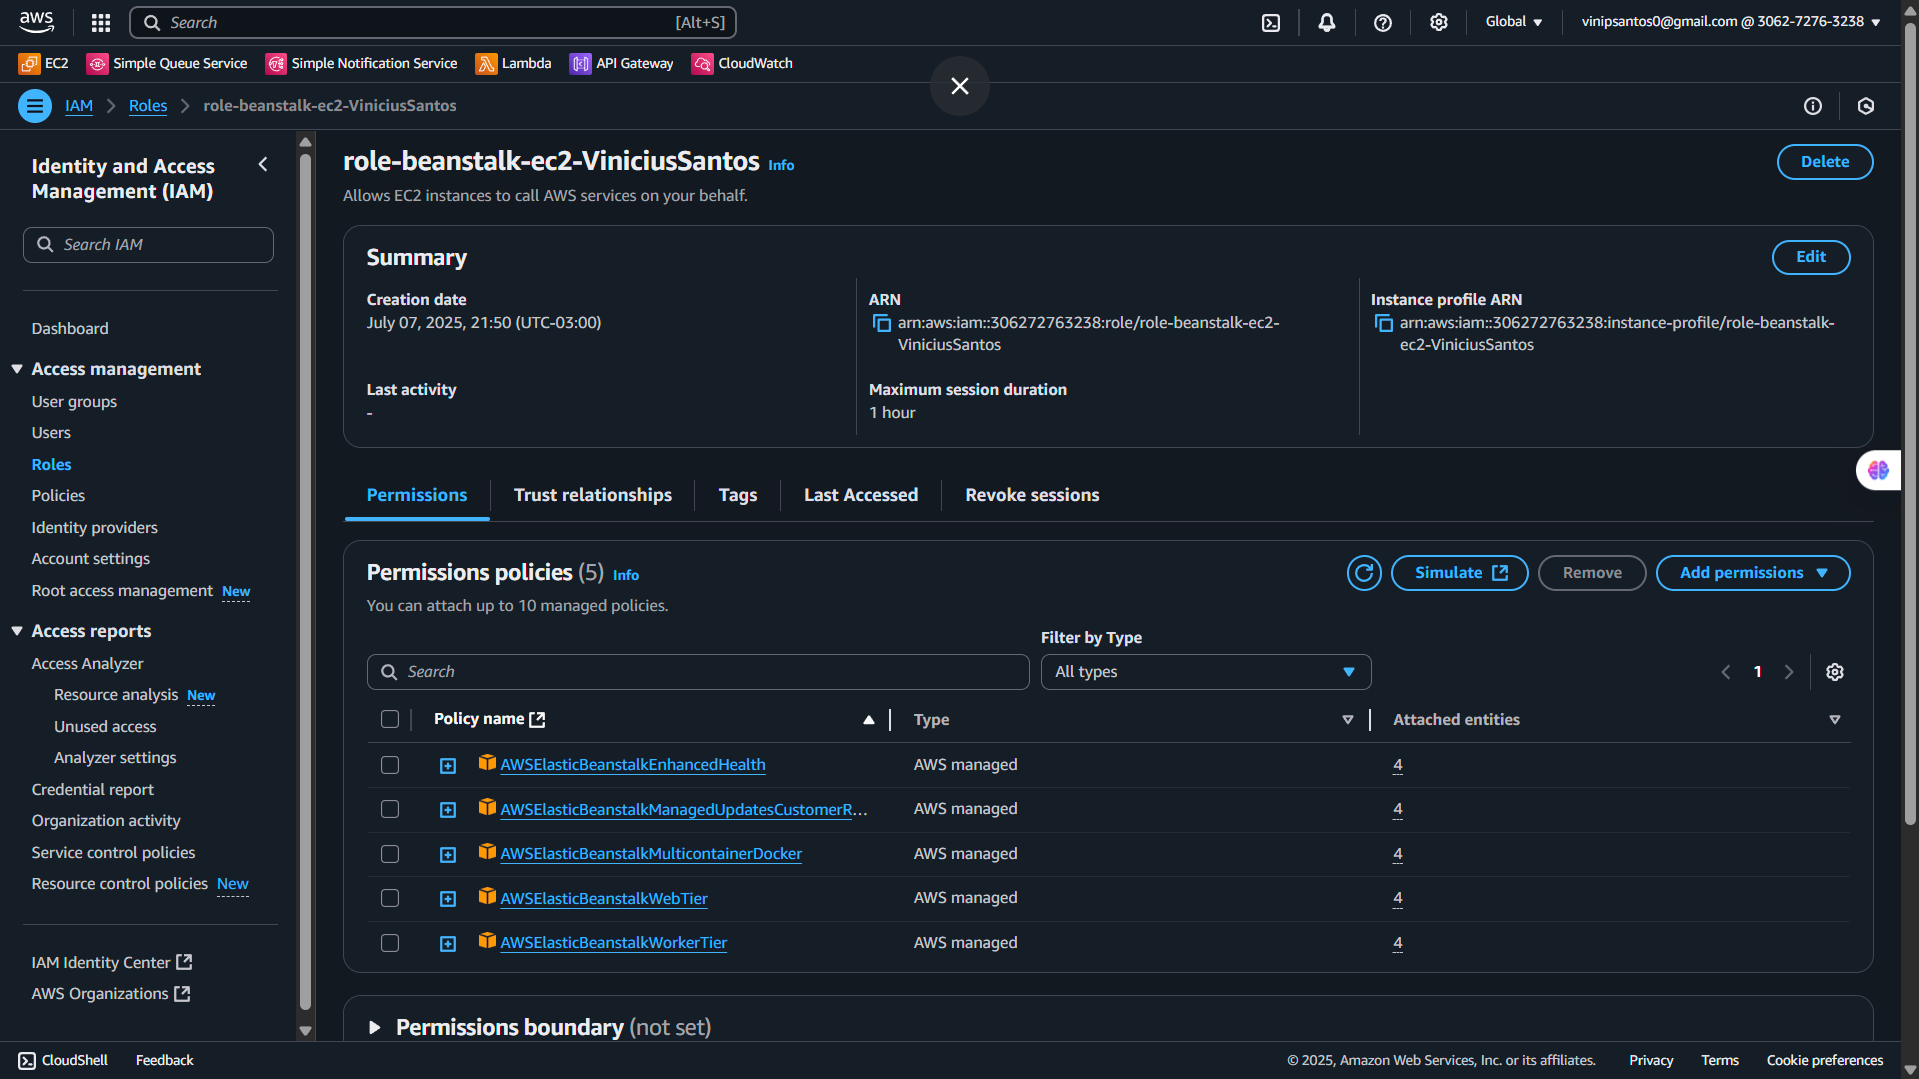 aws
Search
[Alt+S]
Global
vinipsantos0@gmail.com @ 3062-7276-3238
EC2
Simple Queue Service
Simple Notification Service
Lambda
API Gateway
CloudWatch
IAM
Roles
role-beanstalk-ec2-ViniciusSantos
Identity and Access
Management (IAM)
Search IAM
Dashboard
Access management
User groups
Users
Roles
Policies
Identity providers
Account settings
Root access management New
Access reports
Access Analyzer
Resource analysis New
Unused access
Analyzer settings
Credential report
Organization activity
Service control policies
Resource control policies New
IAM Identity Center
AWS Organizations
role-beanstalk-ec2-ViniciusSantos Info
Delete
Allows EC2 instances to call AWS services on your behalf.
Summary
Edit
Creation date
July 07, 2025, 21:50 (UTC-03:00)
Last activity
-
ARN
arn:aws:iam::306272763238:role/role-beanstalk-ec2-
ViniciusSantos
Maximum session duration
1 hour
Instance profile ARN
arn:aws:iam::306272763238:instance-profile/role-beanstalk-
ec2-ViniciusSantos
Permissions
Trust relationships
Tags
Last Accessed
Revoke sessions
Permissions policies (5) Info
You can attach up to 10 managed policies.
Simulate
Remove
Add permissions
Filter by Type
Search
All types
1
Policy name
Type
Attached entities
AWSElasticBeanstalkEnhancedHealth
AWS managed
4
AWSElasticBeanstalkManagedUpdatesCustomerR...
AWS managed
4
AWSElasticBeanstalkMulticontainerDocker
AWS managed
4
AWSElasticBeanstalkWebTier
AWS managed
4
AWSElasticBeanstalkWorkerTier
AWS managed
4
Permissions boundary (not set)
CloudShell
Feedback
© 2025, Amazon Web Services, Inc. or its affiliates.
Privacy
Terms
Cookie preferences